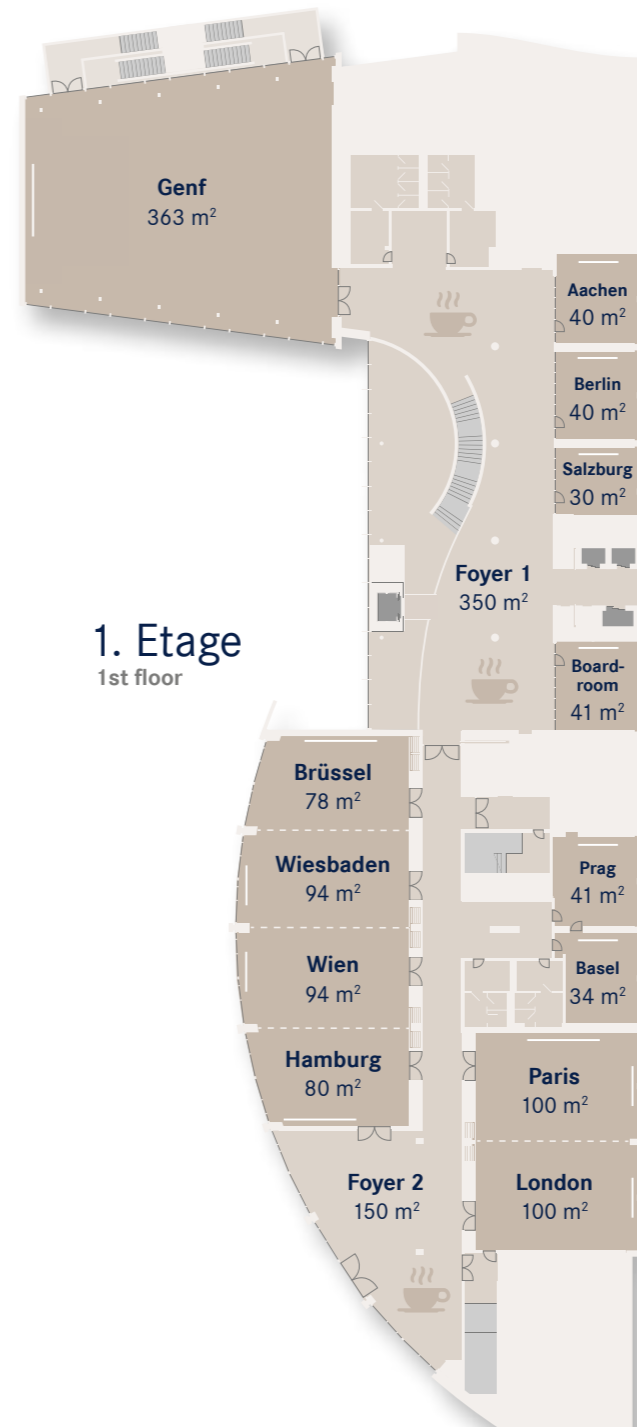 Genf
363 m²
Aachen
40 m²
Berlin
40 m²
Salzburg
30 m²
Foyer 1
350 m²
1. Etage
1st floor
Board-
room
41 m²
Brüssel
78 m²
Wiesbaden
94 m²
Prag
41 m²
Wien
94 m²
Basel
34 m²
Hamburg
80 m²
Paris
100 m²
Foyer 2
150 m²
London
100 m²